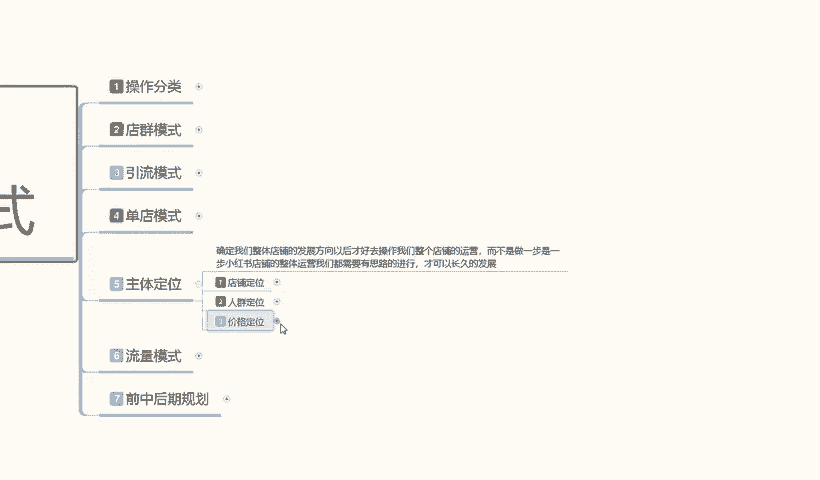 式
1 操作分类
2 店群模式
3 引流模式
4 单店模式
确定我们整体店铺的发展方向以后才好去操作我们整个店铺的运营，而不是做一步是一
步小红书店铺的整体运营我们都需要有思路的进行，才可以长久的发展
5 主体定位
1 店铺定位
2 人群定位
3 价格定位
6 流量模式
7 前中后期规划